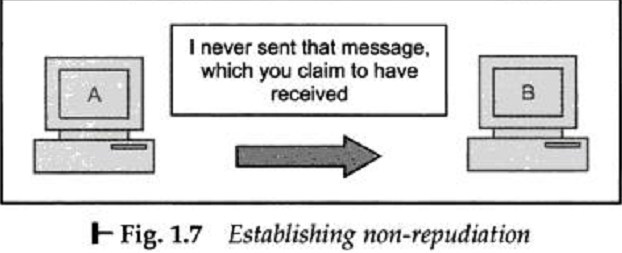 I never sent that message,
which you claim to have
received
A
B
Fig. 1.7 Establishing non-repudiation